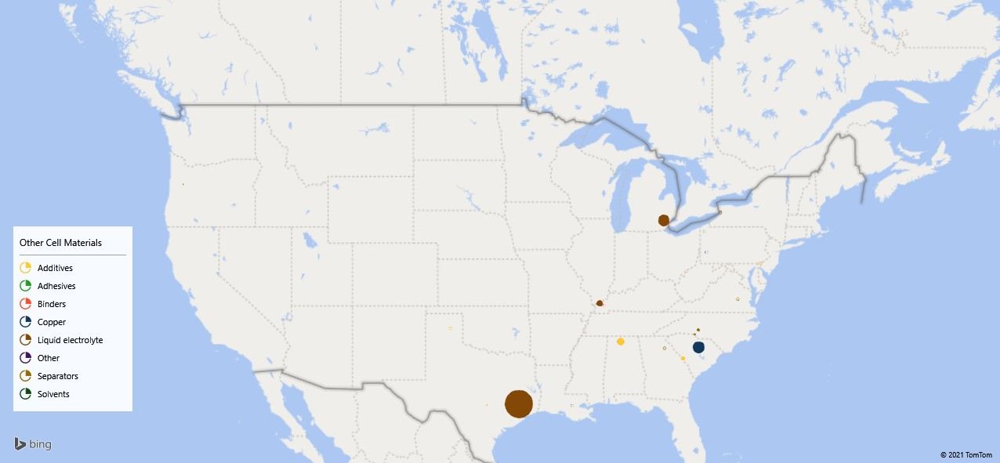 Other Cell Materials
Additives
Adhesives
Binders
Copper
Liquid electrolyte
Other
Separators
Solvents
bing
© 2021 TomTom